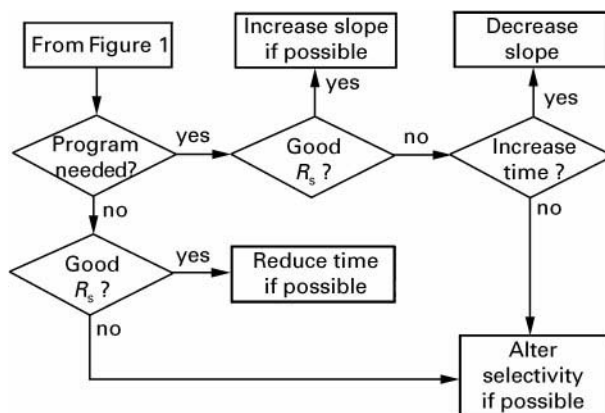 From Figure 1
Increase slope
if possible
Decrease
slope
yes
yes
Program
needed?
yes
Good
Rs ?
no
Increase
time ?
no
no
Good
Rs ?
yes
Reduce time
if possible
no
Alter
selectivity
if possible